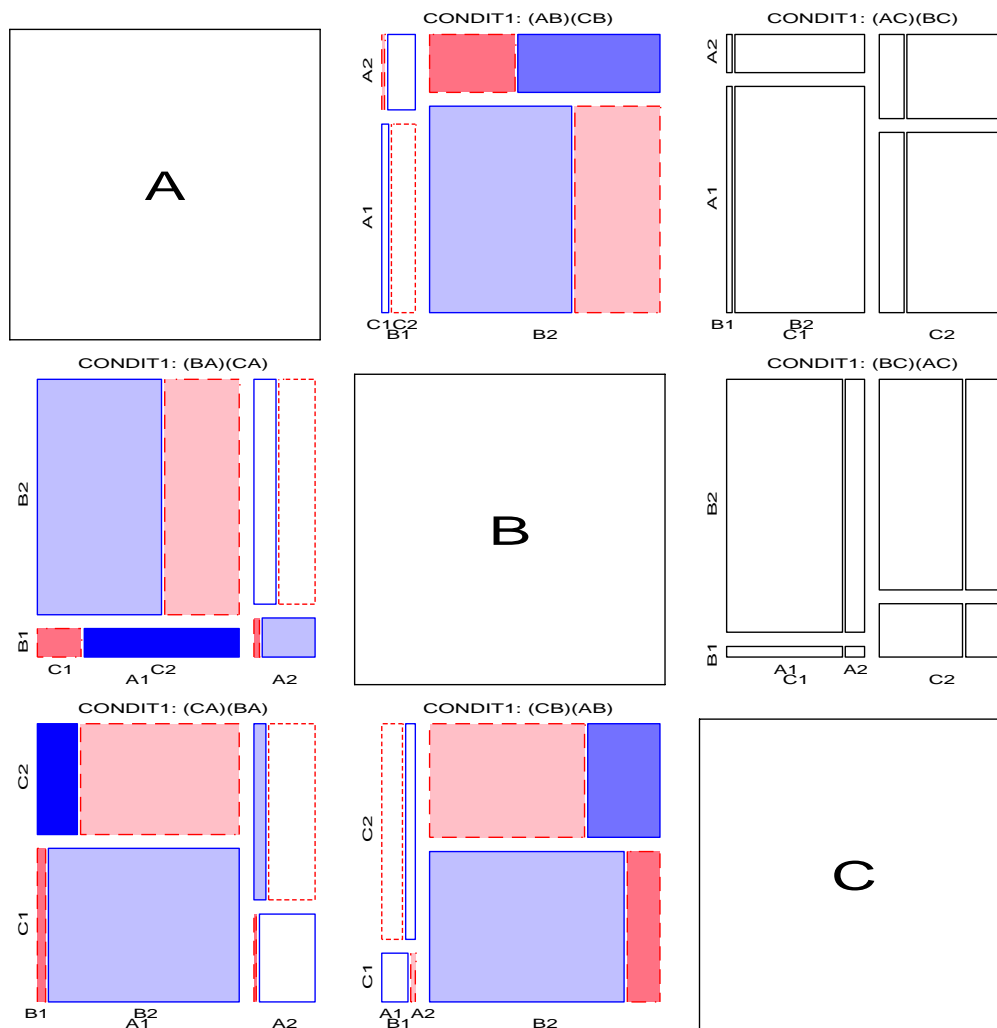 CONDIT1: (AB)(CB)
CONDIT1: (AC)(BC)
A
A2
A1
C1 C2
B1
B2
A2
A1
B1
B2
C1
C2
CONDIT1: (BA)(CA)
B2
B1
C1
C2
A1
A2
B
CONDIT1: (BC)(AC)
B2
B1
A1
A2
C1
C2
CONDIT1: (CA)(BA)
CONDIT1: (CB)(AB)
C2
C1
B1
B2
A1
A2
C2
C1
A1 A2
B1
B2
C